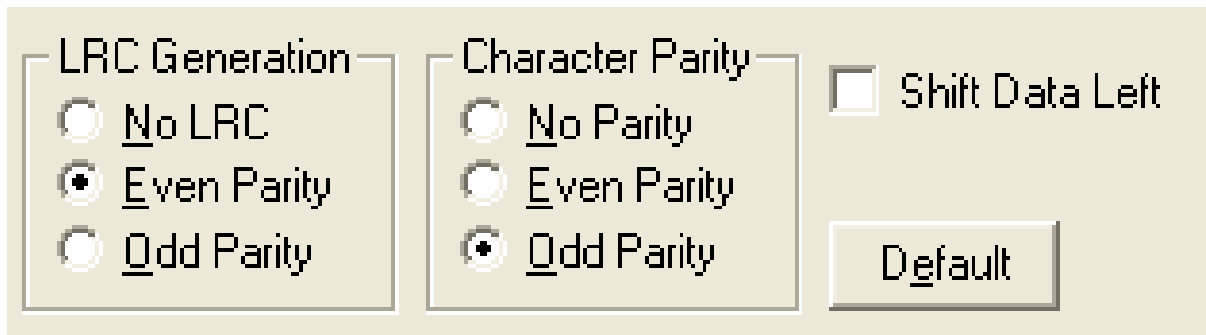 LRC Generation
No LRC
Even Parity
Odd Parity
Character Parity
No Parity
Even Parity
Odd Parity
Shift Data Left
Default